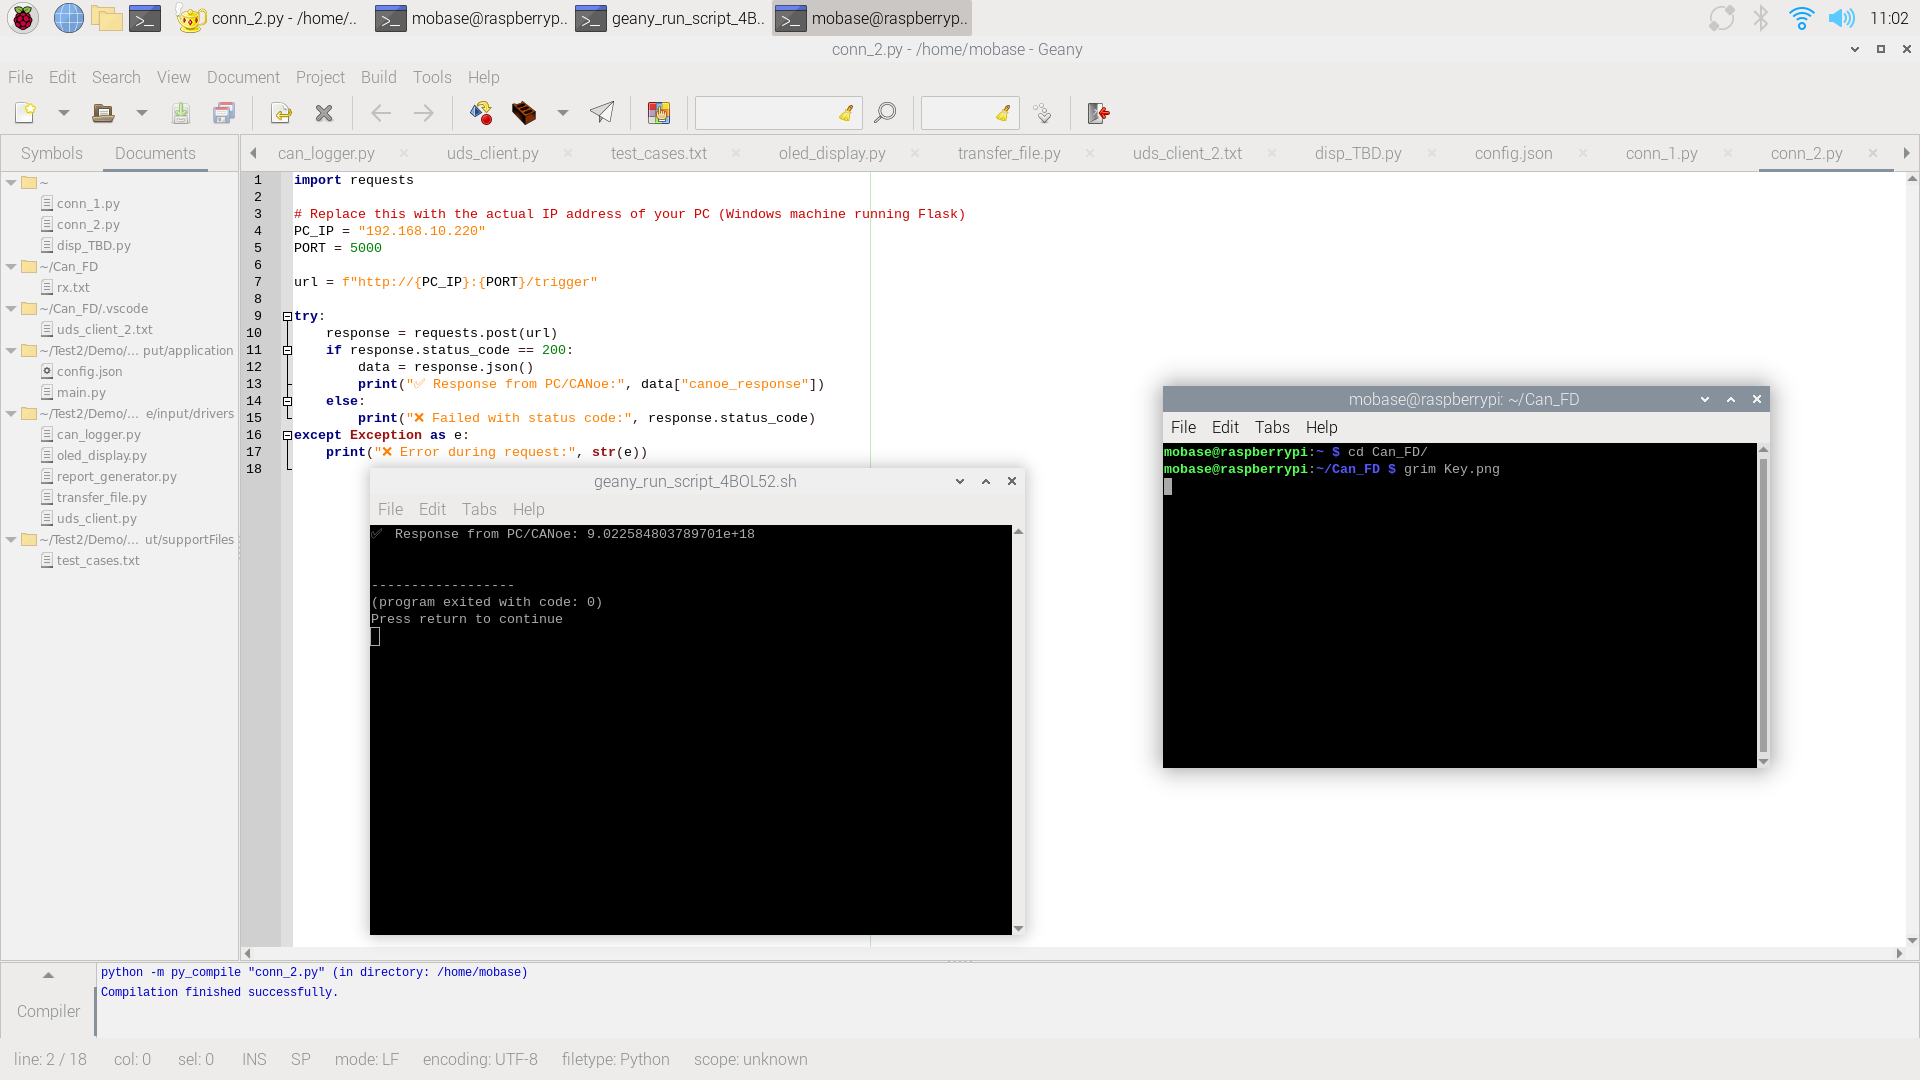 conn_2.py - /home/..
mobase@raspberryp..
geany_run_script_4B..
mobase@raspberryp..
11:02
conn_2.py - /home/mobase - Geany
File Edit Search View Document Project Build Tools Help
Symbols Documents
can_logger.py uds_client.py test_cases.txt oled_display.py transfer_file.py uds_client_2.txt disp_TBD.py config.json conn_1.py conn_2.py
~
conn_1.py
conn_2.py
disp_TBD.py
~/Can_FD
rx.txt
~/Can_FD/.vscode
uds_client_2.txt
~/Test2/Demo/... put/application
config.json
main.py
~/Test2/Demo/... e/input/drivers
can_logger.py
oled_display.py
report_generator.py
transfer_file.py
uds_client.py
~/Test2/Demo/... ut/supportFiles
test_cases.txt
1 import requests
2
3 # Replace this with the actual IP address of your PC (Windows machine running Flask)
4 PC_IP = "192.168.10.220"
5 PORT = 5000
6
7 url = f"http://{PC_IP}:{PORT}/trigger"
8
9 try:
10     response = requests.post(url)
11     if response.status_code == 200:
12         data = response.json()
13         print("✅ Response from PC/CANoe:", data["canoe_response"])
14     else:
15         print("❌ Failed with status code:", response.status_code)
16 except Exception as e:
17     print("❌ Error during request:", str(e))
18
geany_run_script_4BOL52.sh
File Edit Tabs Help
✅ Response from PC/CANoe: 9.022584803789701e+18
------------------
(program exited with code: 0)
Press return to continue
mobase@raspberrypi: ~/Can_FD
File Edit Tabs Help
mobase@raspberrypi:~ $ cd Can_FD/
mobase@raspberrypi:~/Can_FD $ grim Key.png
Compiler
python -m py_compile "conn_2.py" (in directory: /home/mobase)
Compilation finished successfully.
line: 2 / 18 col: 0 sel: 0 INS SP mode: LF encoding: UTF-8 filetype: Python scope: unknown